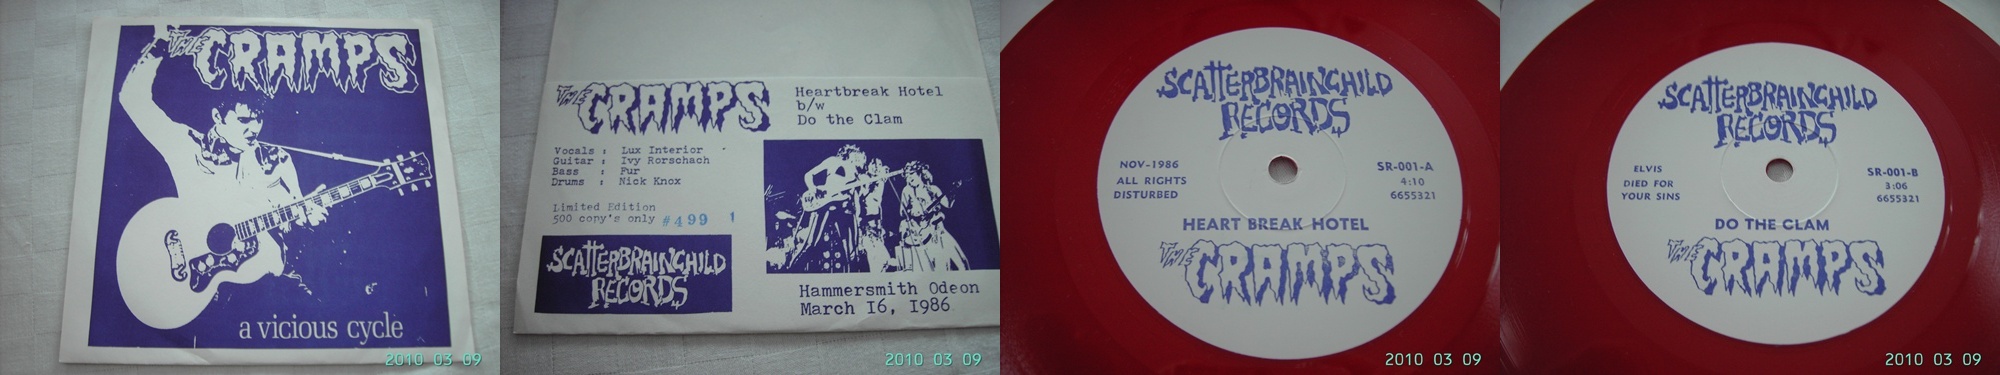 THE CRAMPS
a vicious cycle
2010 03 09
THE CRAMPS
Heartbreak Hotel
b/w
Do the Clam
Vocals : Lux Interior
Guitar : Ivy Rorschach
Bass : Fur
Drums : Nick Knox
Limited Edition
500 copy's only #499 1
SCATTERBRAINCHILD
RECORDS
Hammersmith Odeon
March 16, 1986
2010 03 09
SCATTERBRAINCHILD
RECORDS
NOV-1986
ALL RIGHTS
DISTURBED
SR-001-A
4:10
6655321
HEART BREAK HOTEL
THE CRAMPS
2010 03 09
SCATTERBRAINCHILD
RECORDS
ELVIS
DIED FOR
YOUR SINS
SR-001-B
3:06
6655321
DO THE CLAM
THE CRAMPS
2010 03 09